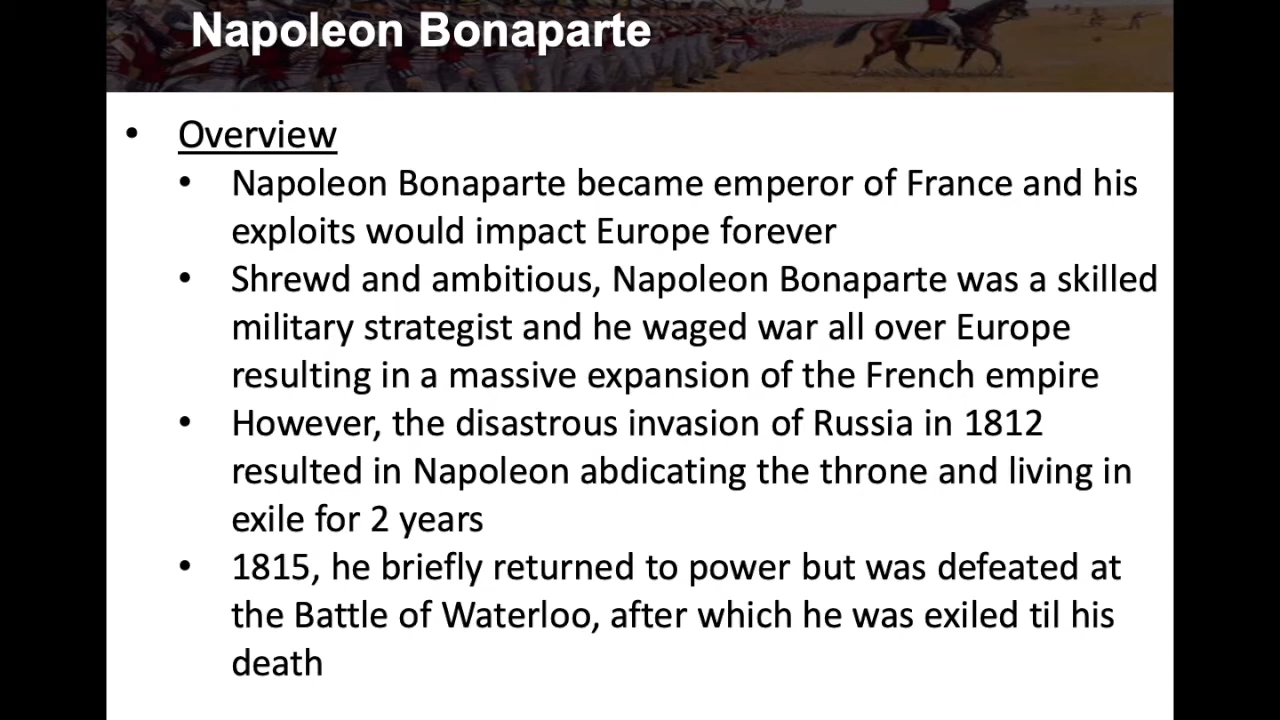 Napoleon Bonaparte
• Overview
• Napoleon Bonaparte became emperor of France and his
exploits would impact Europe forever
• Shrewd and ambitious, Napoleon Bonaparte was a skilled
military strategist and he waged war all over Europe
resulting in a massive expansion of the French empire
• However, the disastrous invasion of Russia in 1812
resulted in Napoleon abdicating the throne and living in
exile for 2 years
• 1815, he briefly returned to power but was defeated at
the Battle of Waterloo, after which he was exiled til his
death